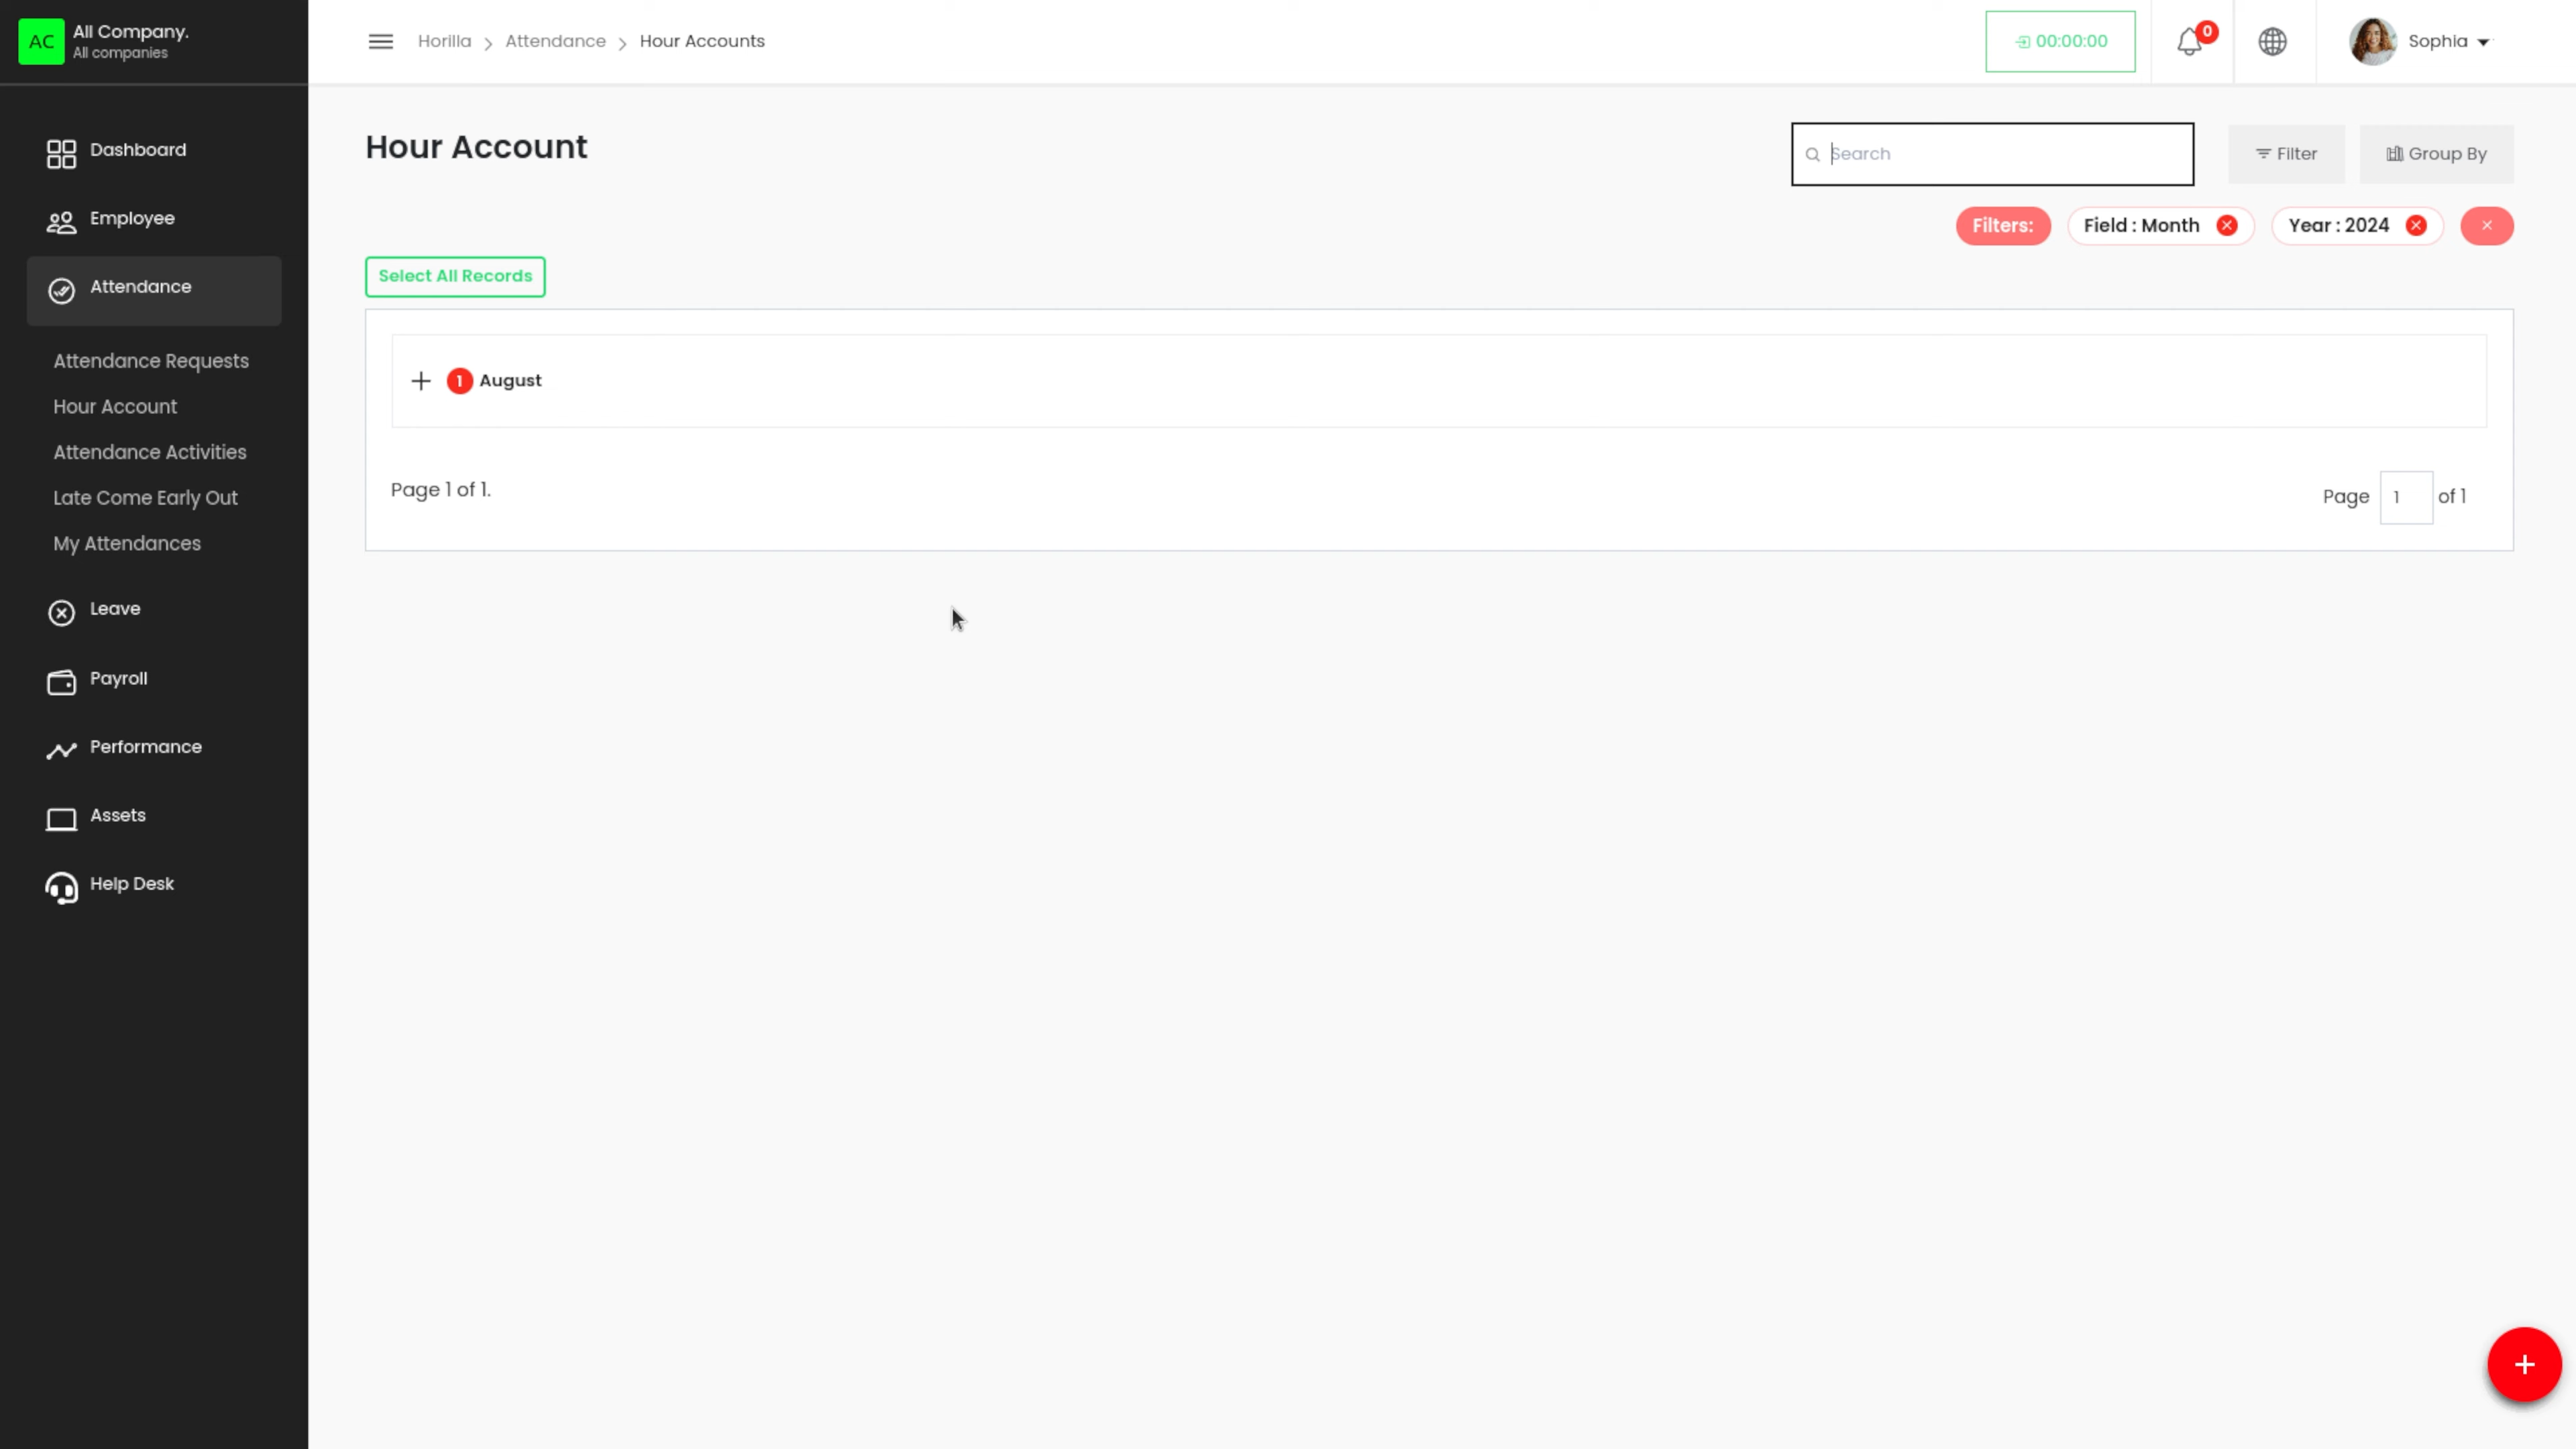 AC
All Company.
All companies
Horilla > Attendance > Hour Accounts
00:00:00
0
Sophia
Dashboard
Employee
Attendance
Attendance Requests
Hour Account
Attendance Activities
Late Come Early Out
My Attendances
Leave
Payroll
Performance
Assets
Help Desk
Hour Account
Search
Filter
Group By
Filters:
Field : Month
Year : 2024
Select All Records
1 August
Page 1 of 1.
Page 1 of 1